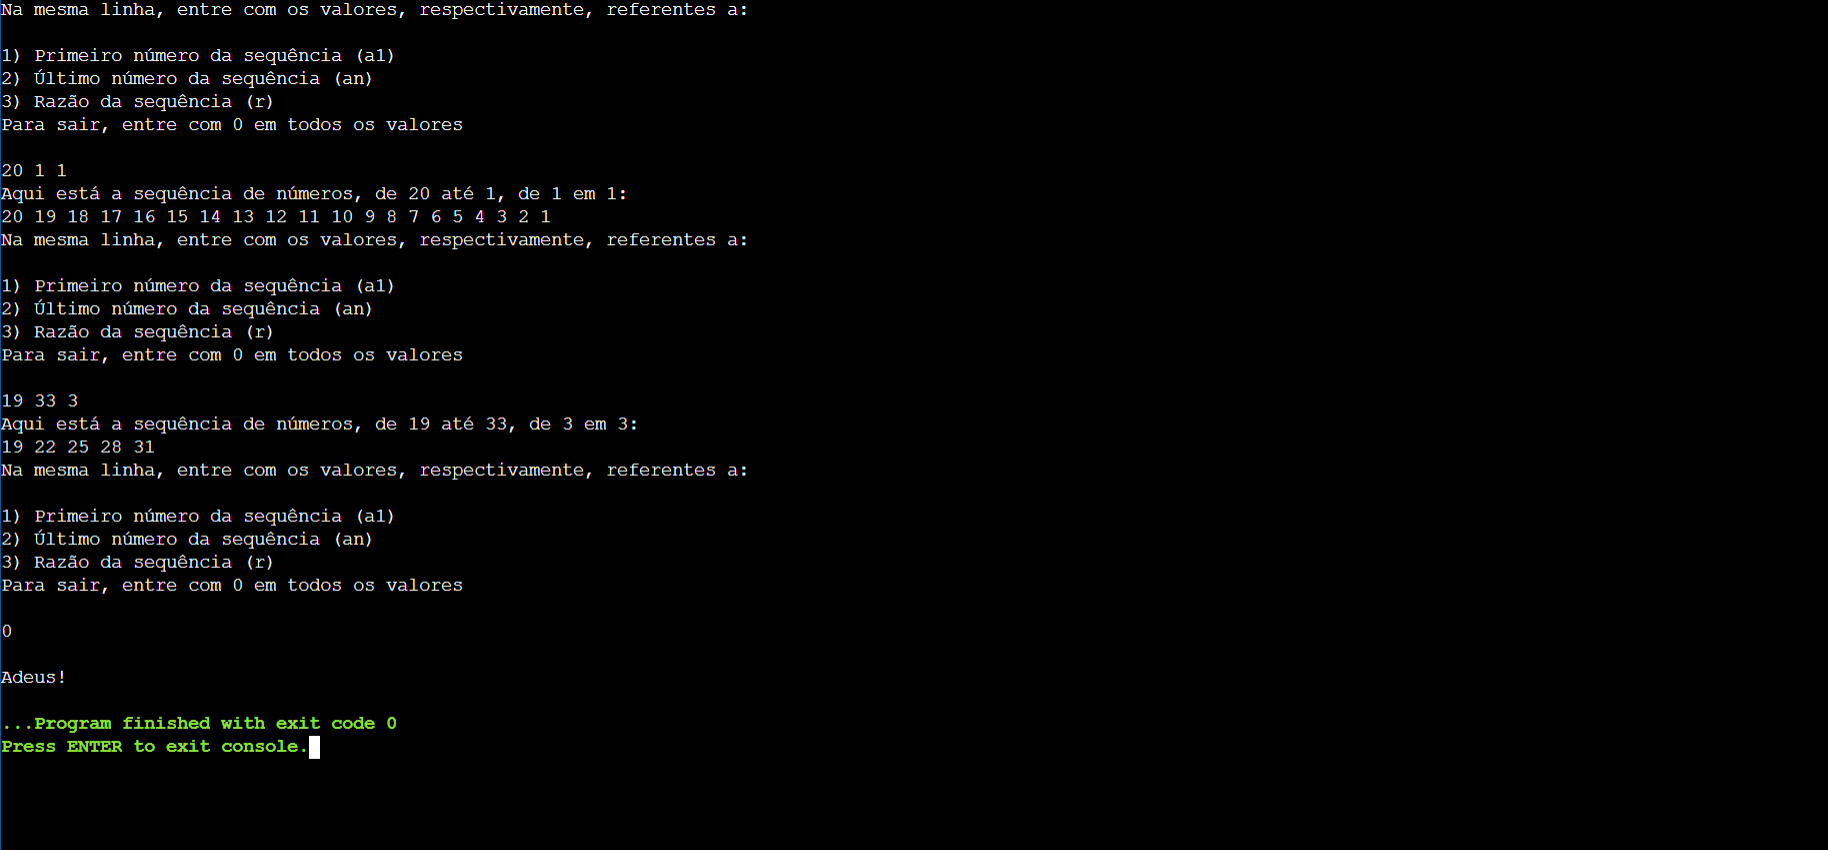 Na mesma linha, entre com os valores, respectivamente, referentes a:
1) Primeiro número da sequência (a1)
2) Último número da sequência (an)
3) Razão da sequência (r)
Para sair, entre com 0 em todos os valores
20 1 1
Aqui está a sequência de números, de 20 até 1, de 1 em 1:
20 19 18 17 16 15 14 13 12 11 10 9 8 7 6 5 4 3 2 1
Na mesma linha, entre com os valores, respectivamente, referentes a:
1) Primeiro número da sequência (a1)
2) Último número da sequência (an)
3) Razão da sequência (r)
Para sair, entre com 0 em todos os valores
19 33 3
Aqui está a sequência de números, de 19 até 33, de 3 em 3:
19 22 25 28 31
Na mesma linha, entre com os valores, respectivamente, referentes a:
1) Primeiro número da sequência (a1)
2) Último número da sequência (an)
3) Razão da sequência (r)
Para sair, entre com 0 em todos os valores
0
Adeus!
...Program finished with exit code 0
Press ENTER to exit console.